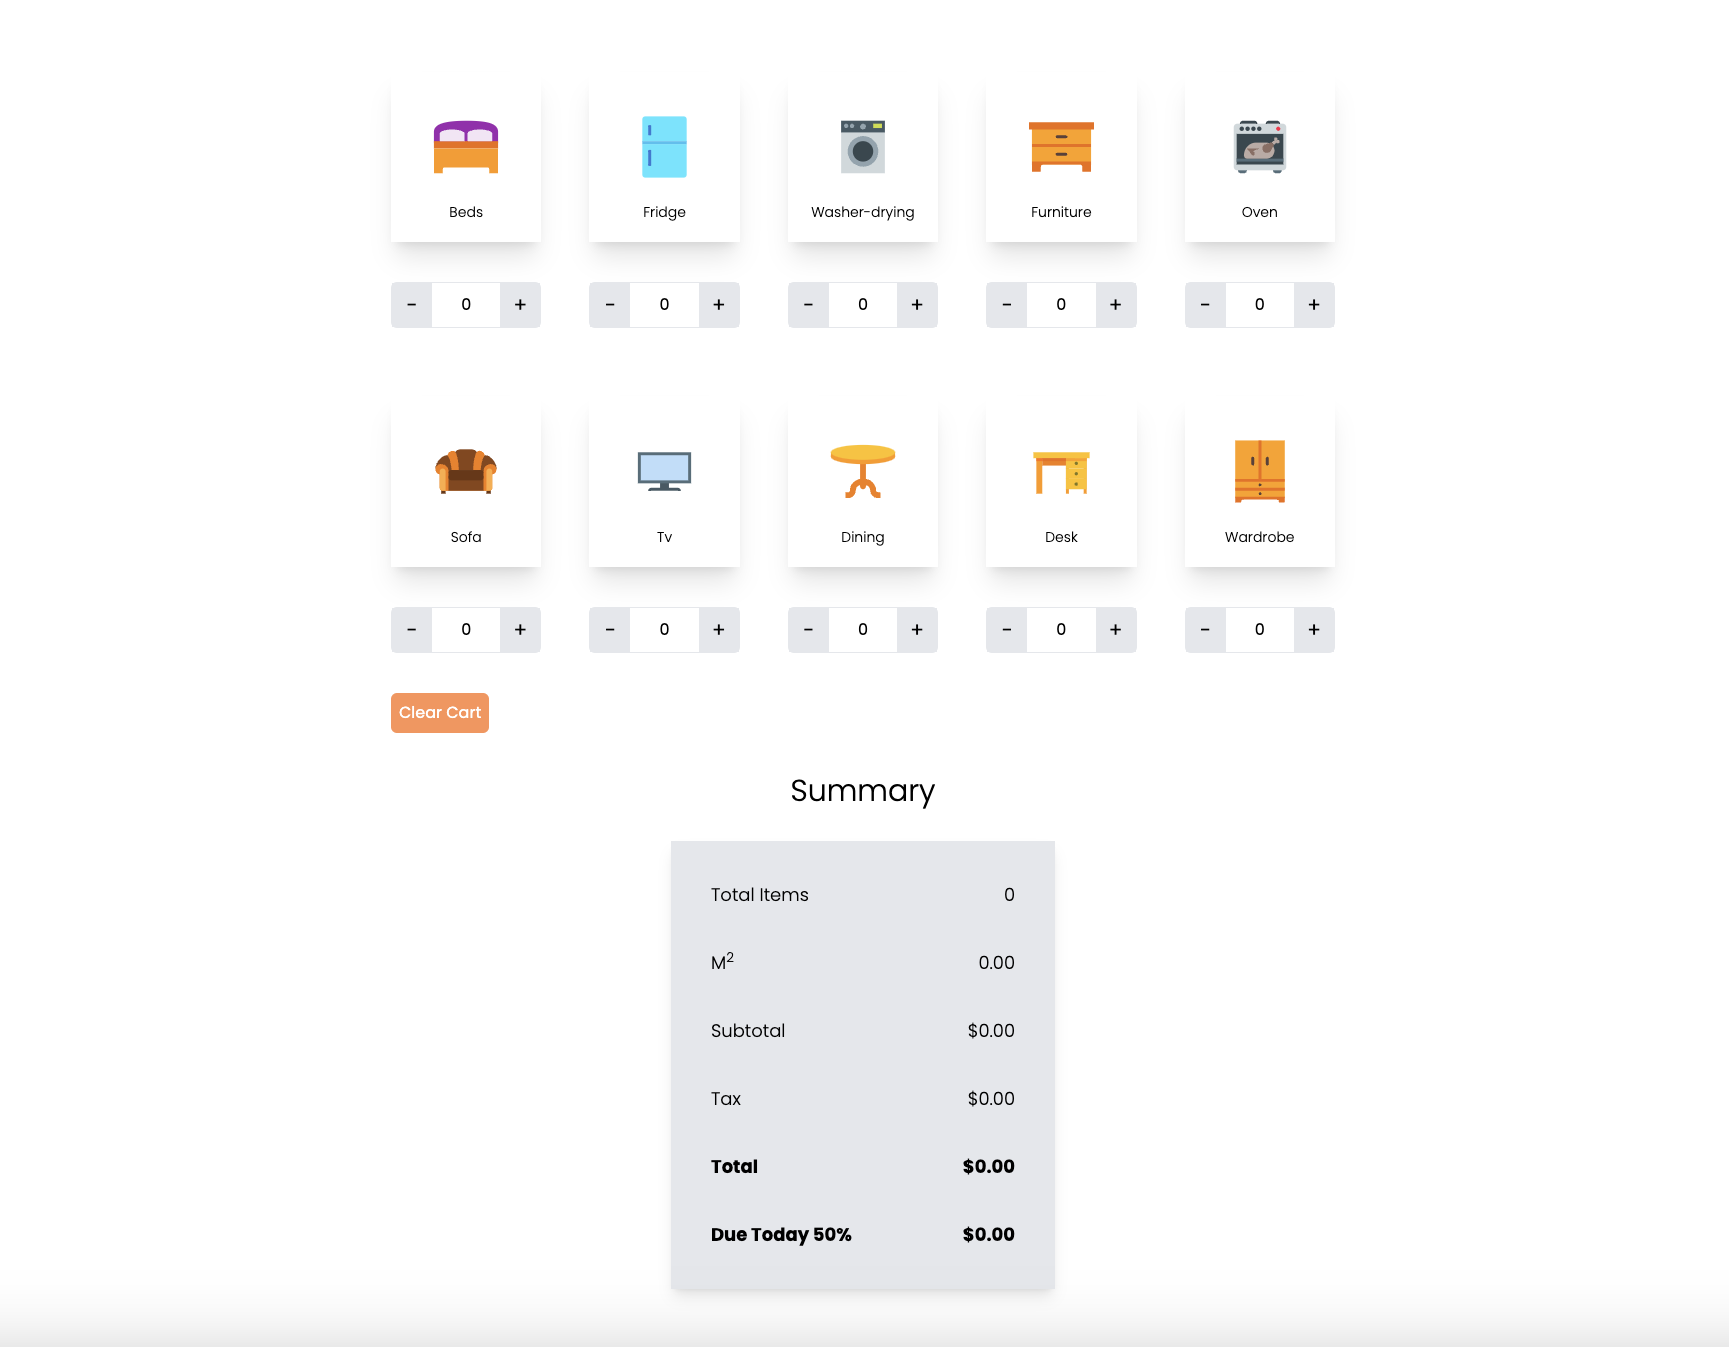 Beds Fridge Washer-drying Furniture Oven
- 0 + - 0 + - 0 + - 0 + - 0 +
Sofa Tv Dining Desk Wardrobe
- 0 + - 0 + - 0 + - 0 + - 0 +
Clear Cart
Summary
Total Items 0
M² 0.00
Subtotal $0.00
Tax $0.00
Total $0.00
Due Today 50% $0.00